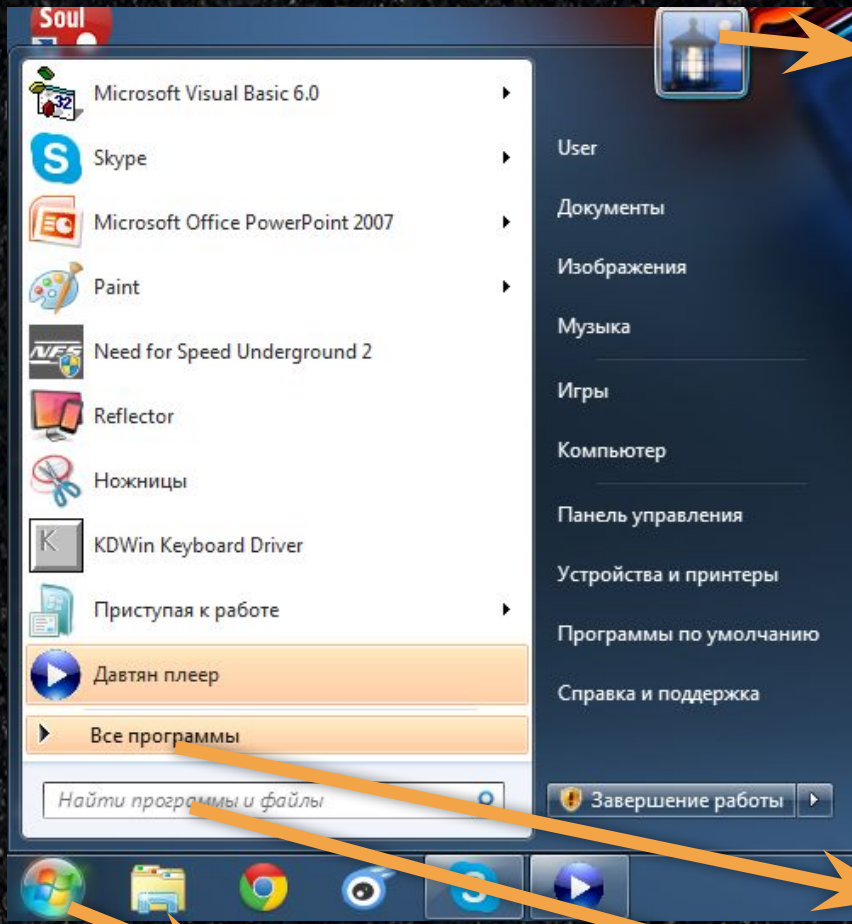 Soul
Microsoft Visual Basic 6.0
Skype
Microsoft Office PowerPoint 2007
Paint
Need for Speed Underground 2
Reflector
Ножницы
KDWin Keyboard Driver
Приступая к работе
Давтян плеер
Все программы
Найти программы и файлы
User
Документы
Изображения
Музыка
Игры
Компьютер
Панель управления
Устройства и принтеры
Программы по умолчанию
Справка и поддержка
Завершение работы